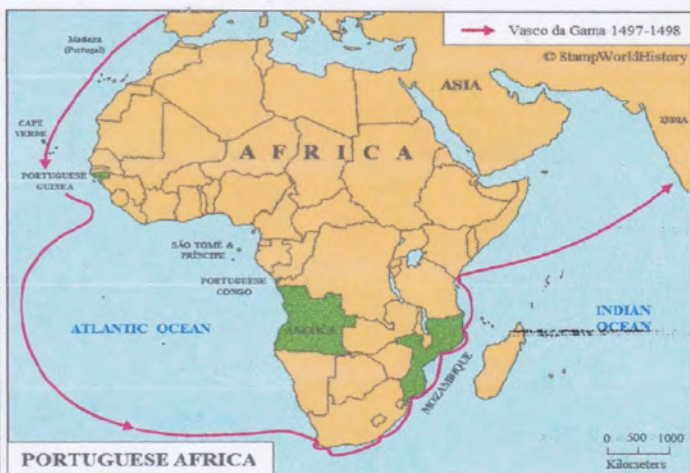 Vasco da Gama 1497-1498
© StampWorldHistory
Madeira
(Portugal)
ASIA
INDIA
CAPE
VERDE
AFRICA
PORTUGUESE
GUINEA
SÃO TOMÉ &
PRÍNCIPE
PORTUGUESE
CONGO
ATLANTIC OCEAN
ANGOLA
INDIAN
OCEAN
MOZAMBIQUE
PORTUGUESE AFRICA
0 500 1000
Kilometers